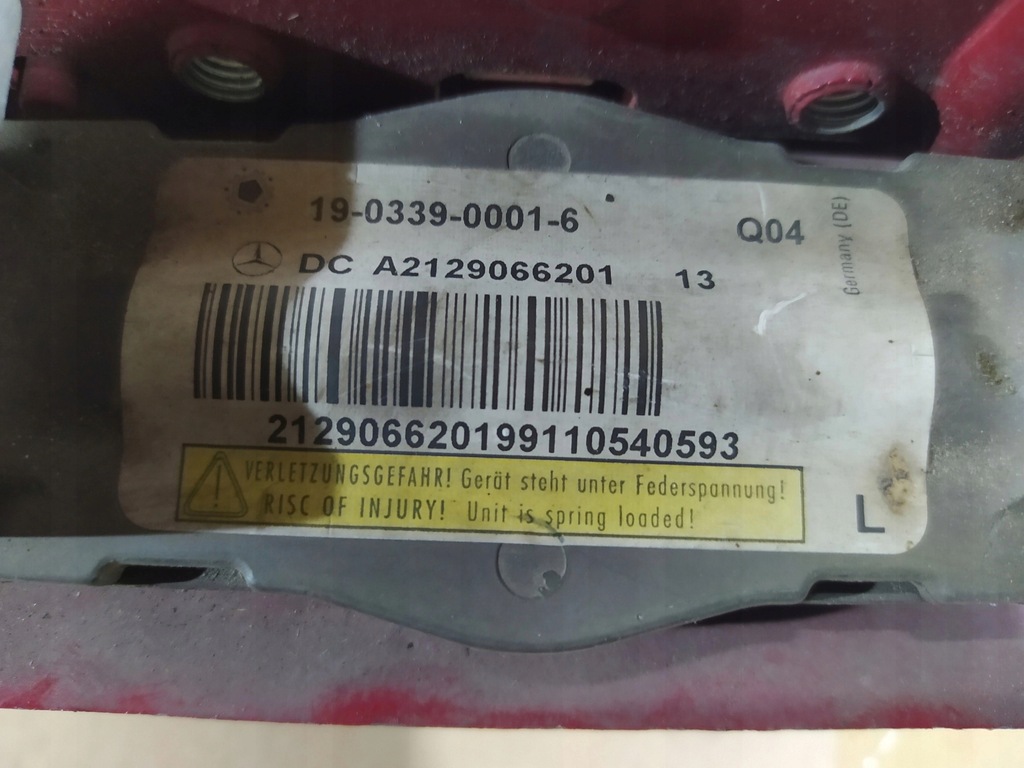 19-0339-0001-6
Q04
Germany (DE)
DC A2129066201 13
212906620199110540593
VERLETZUNGSGEFAHR! Gerät steht unter Federspannung!
RISC OF INJURY! Unit is spring loaded!
L